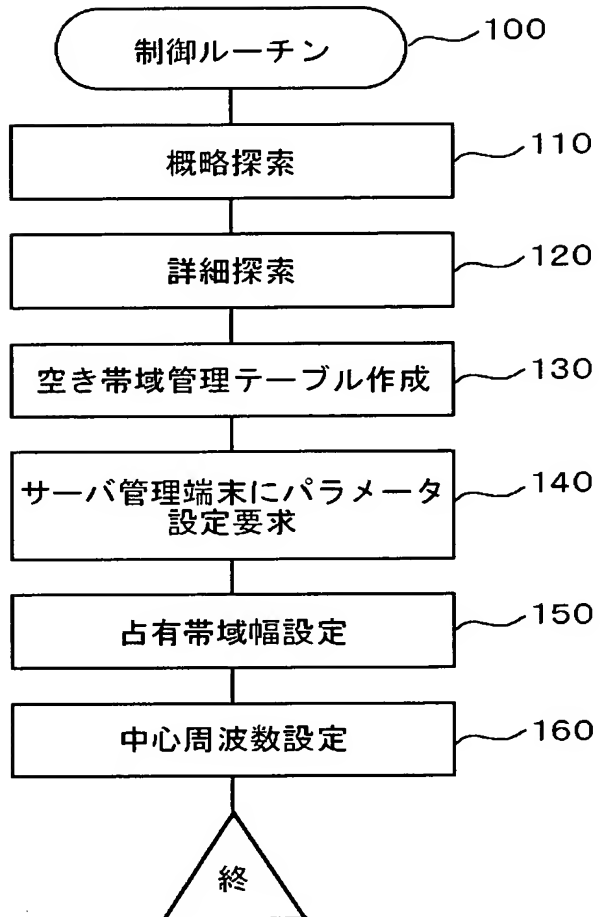 制御ルーチン
100
概略探索
110
詳細探索
120
空き帯域管理テーブル作成
130
サーバ管理端末にパラメータ
設定要求
140
占有帯域幅設定
150
中心周波数設定
160
終